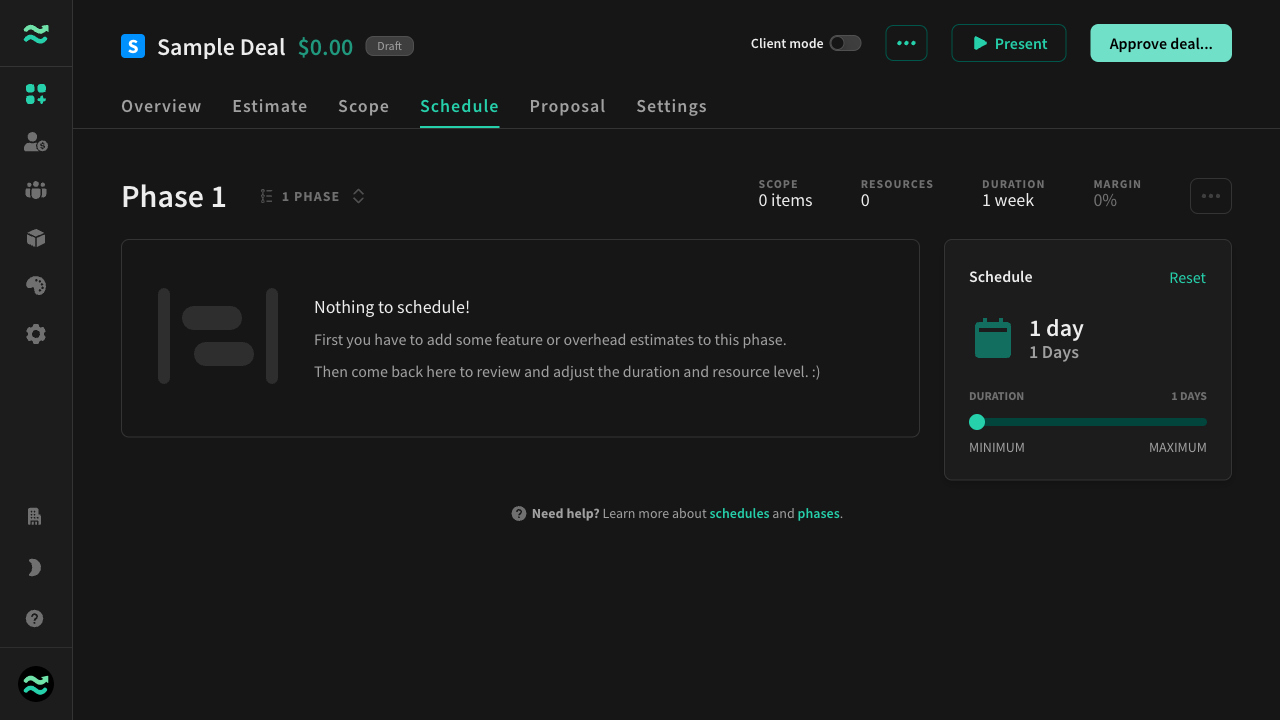 S Sample Deal $0.00 Draft
Client mode
Present
Approve deal...
Overview Estimate Scope Schedule Proposal Settings
Phase 1
1 PHASE
SCOPE
0 items
RESOURCES
0
DURATION
1 week
MARGIN
0%
Nothing to schedule!
First you have to add some feature or overhead estimates to this phase.
Then come back here to review and adjust the duration and resource level. :)
Schedule Reset
1 day
1 Days
DURATION 1 DAYS
MINIMUM MAXIMUM
Need help? Learn more about schedules and phases.